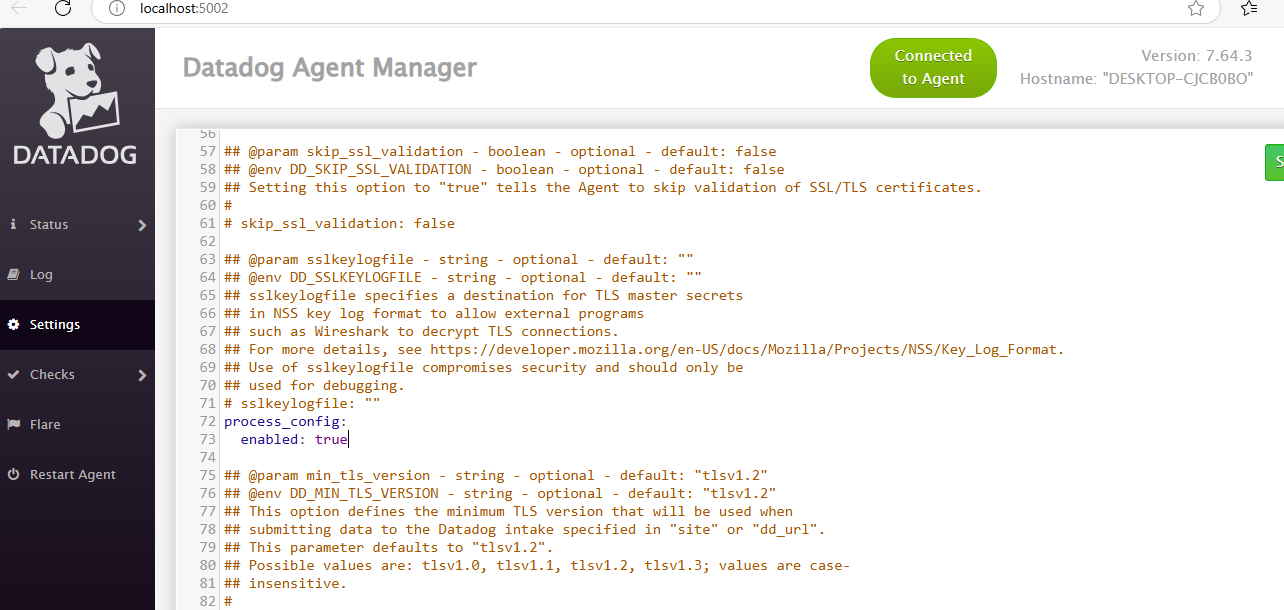 localhost:5002
DATADOG
Datadog Agent Manager
Connected
to Agent
Version: 7.64.3
Hostname: "DESKTOP-CJCB0BO"
Status
Log
Settings
Checks
Flare
Restart Agent
56
57 ## @param skip_ssl_validation - boolean - optional - default: false
58 ## @env DD_SKIP_SSL_VALIDATION - boolean - optional - default: false
59 ## Setting this option to "true" tells the Agent to skip validation of SSL/TLS certificates.
60 #
61 # skip_ssl_validation: false
62
63 ## @param sslkeylogfile - string - optional - default: ""
64 ## @env DD_SSLKEYLOGFILE - string - optional - default: ""
65 ## sslkeylogfile specifies a destination for TLS master secrets
66 ## in NSS key log format to allow external programs
67 ## such as Wireshark to decrypt TLS connections.
68 ## For more details, see https://developer.mozilla.org/en-US/docs/Mozilla/Projects/NSS/Key_Log_Format.
69 ## Use of sslkeylogfile compromises security and should only be
70 ## used for debugging.
71 # sslkeylogfile: ""
72 process_config:
73   enabled: true
74
75 ## @param min_tls_version - string - optional - default: "tlsv1.2"
76 ## @env DD_MIN_TLS_VERSION - string - optional - default: "tlsv1.2"
77 ## This option defines the minimum TLS version that will be used when
78 ## submitting data to the Datadog intake specified in "site" or "dd_url".
79 ## This parameter defaults to "tlsv1.2".
80 ## Possible values are: tlsv1.0, tlsv1.1, tlsv1.2, tlsv1.3; values are case-
81 ## insensitive.
82 #